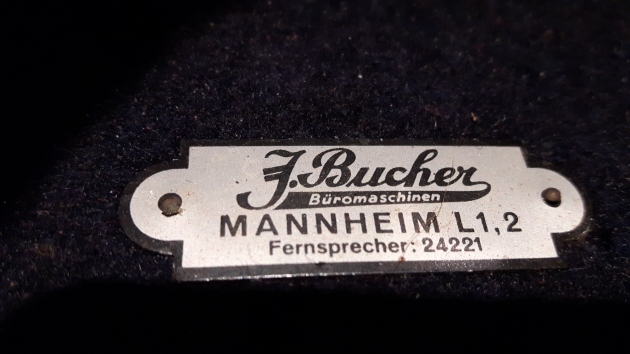 J. Bucher
Büromaschinen
MANNHEIM L1,2
Fernsprecher: 24221